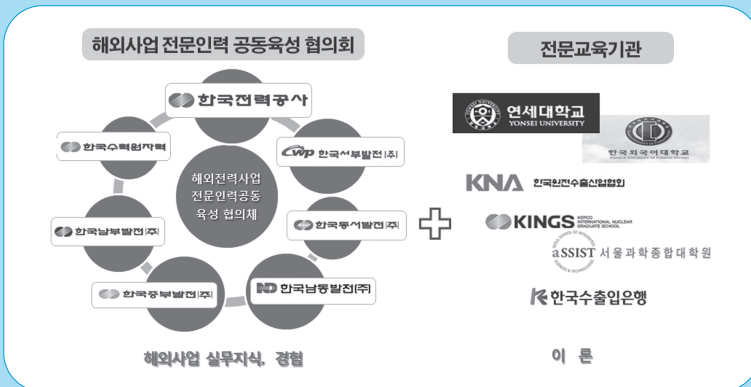 해외사업 전문인력 공동육성 협의회
전문교육기관
한국전력공사
한국수력원자력
CWP 한국서부발전(주)
해외전력사업
전문인력공동
육성 협의체
한국남부발전(주)
한국동서발전(주)
한국중부발전(주)
ND 한국남동발전(주)
해외사업 실무지식, 경험
연세대학교
YONSEI UNIVERSITY
한국외국어대학교
KNA 한국원전수출산업협회
KINGS KEPCO INTERNATIONAL NUCLEAR GRADUATE SCHOOL
aSSIST 서울과학종합대학원
한국수출입은행
이 론